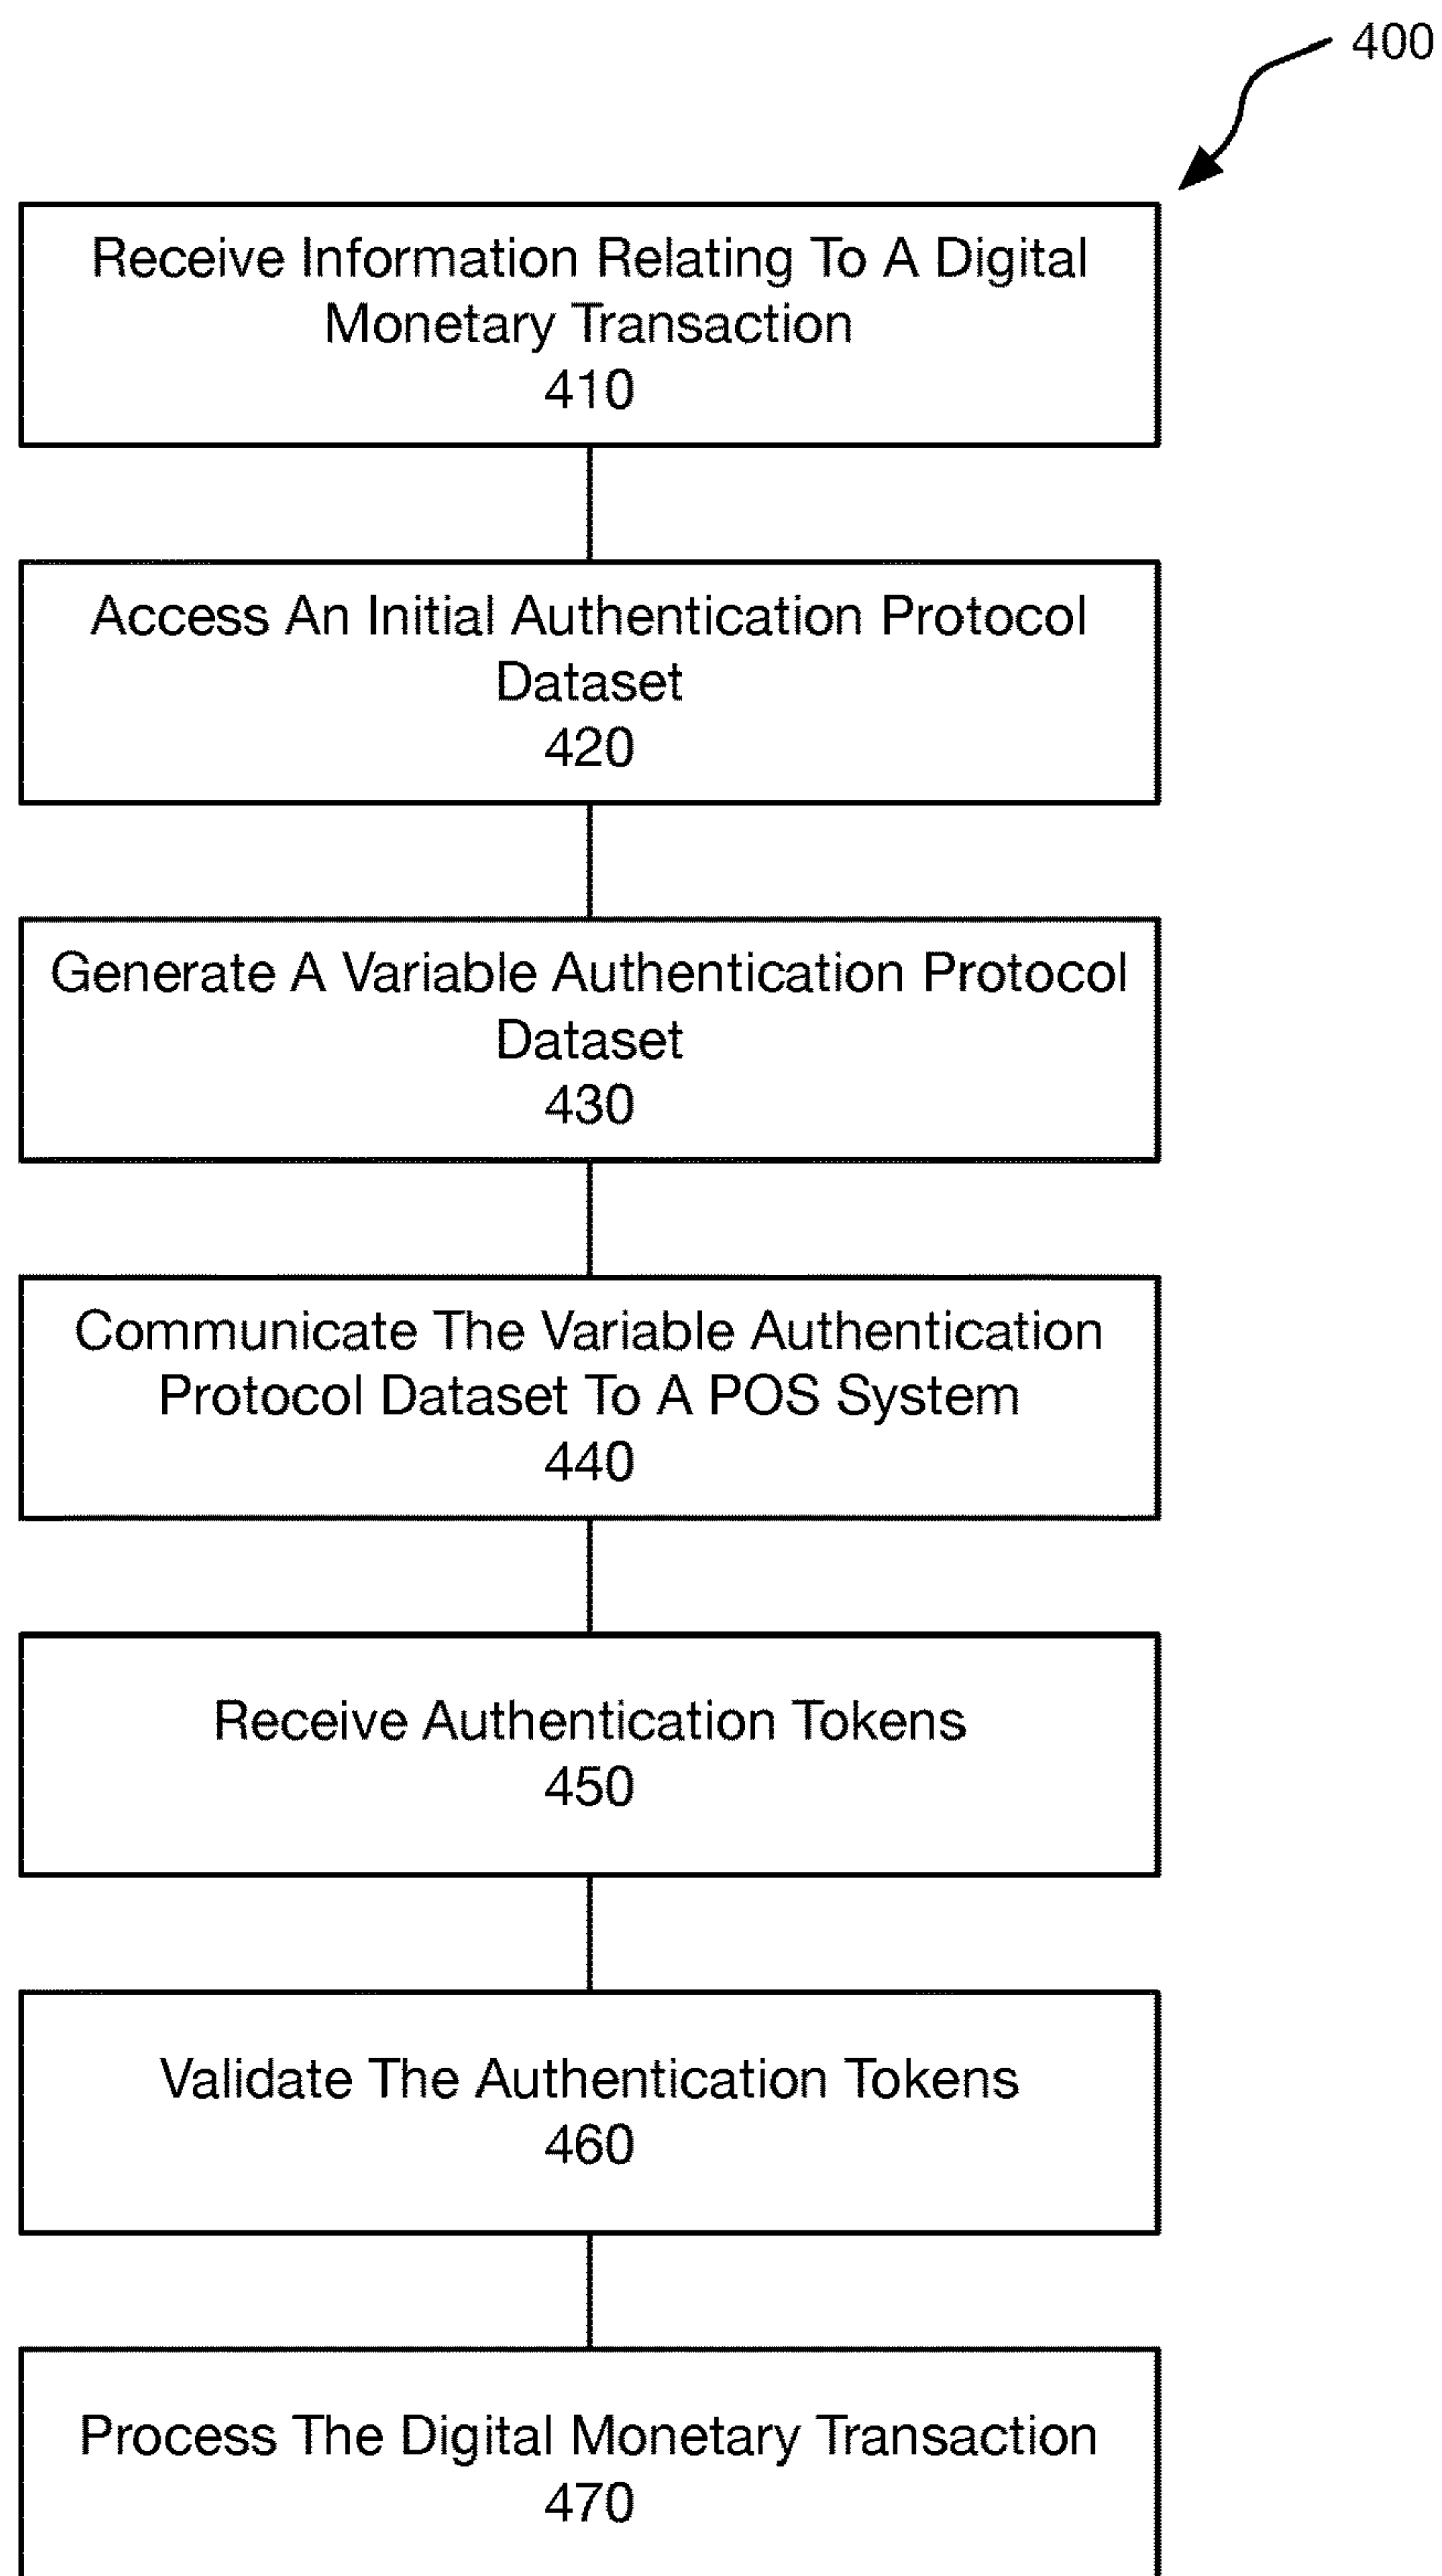 400
Receive Information Relating To A Digital
Monetary Transaction
410
Access An Initial Authentication Protocol
Dataset
420
Generate A Variable Authentication Protocol
Dataset
430
Communicate The Variable Authentication
Protocol Dataset To A POS System
440
Receive Authentication Tokens
450
Validate The Authentication Tokens
460
Process The Digital Monetary Transaction
470